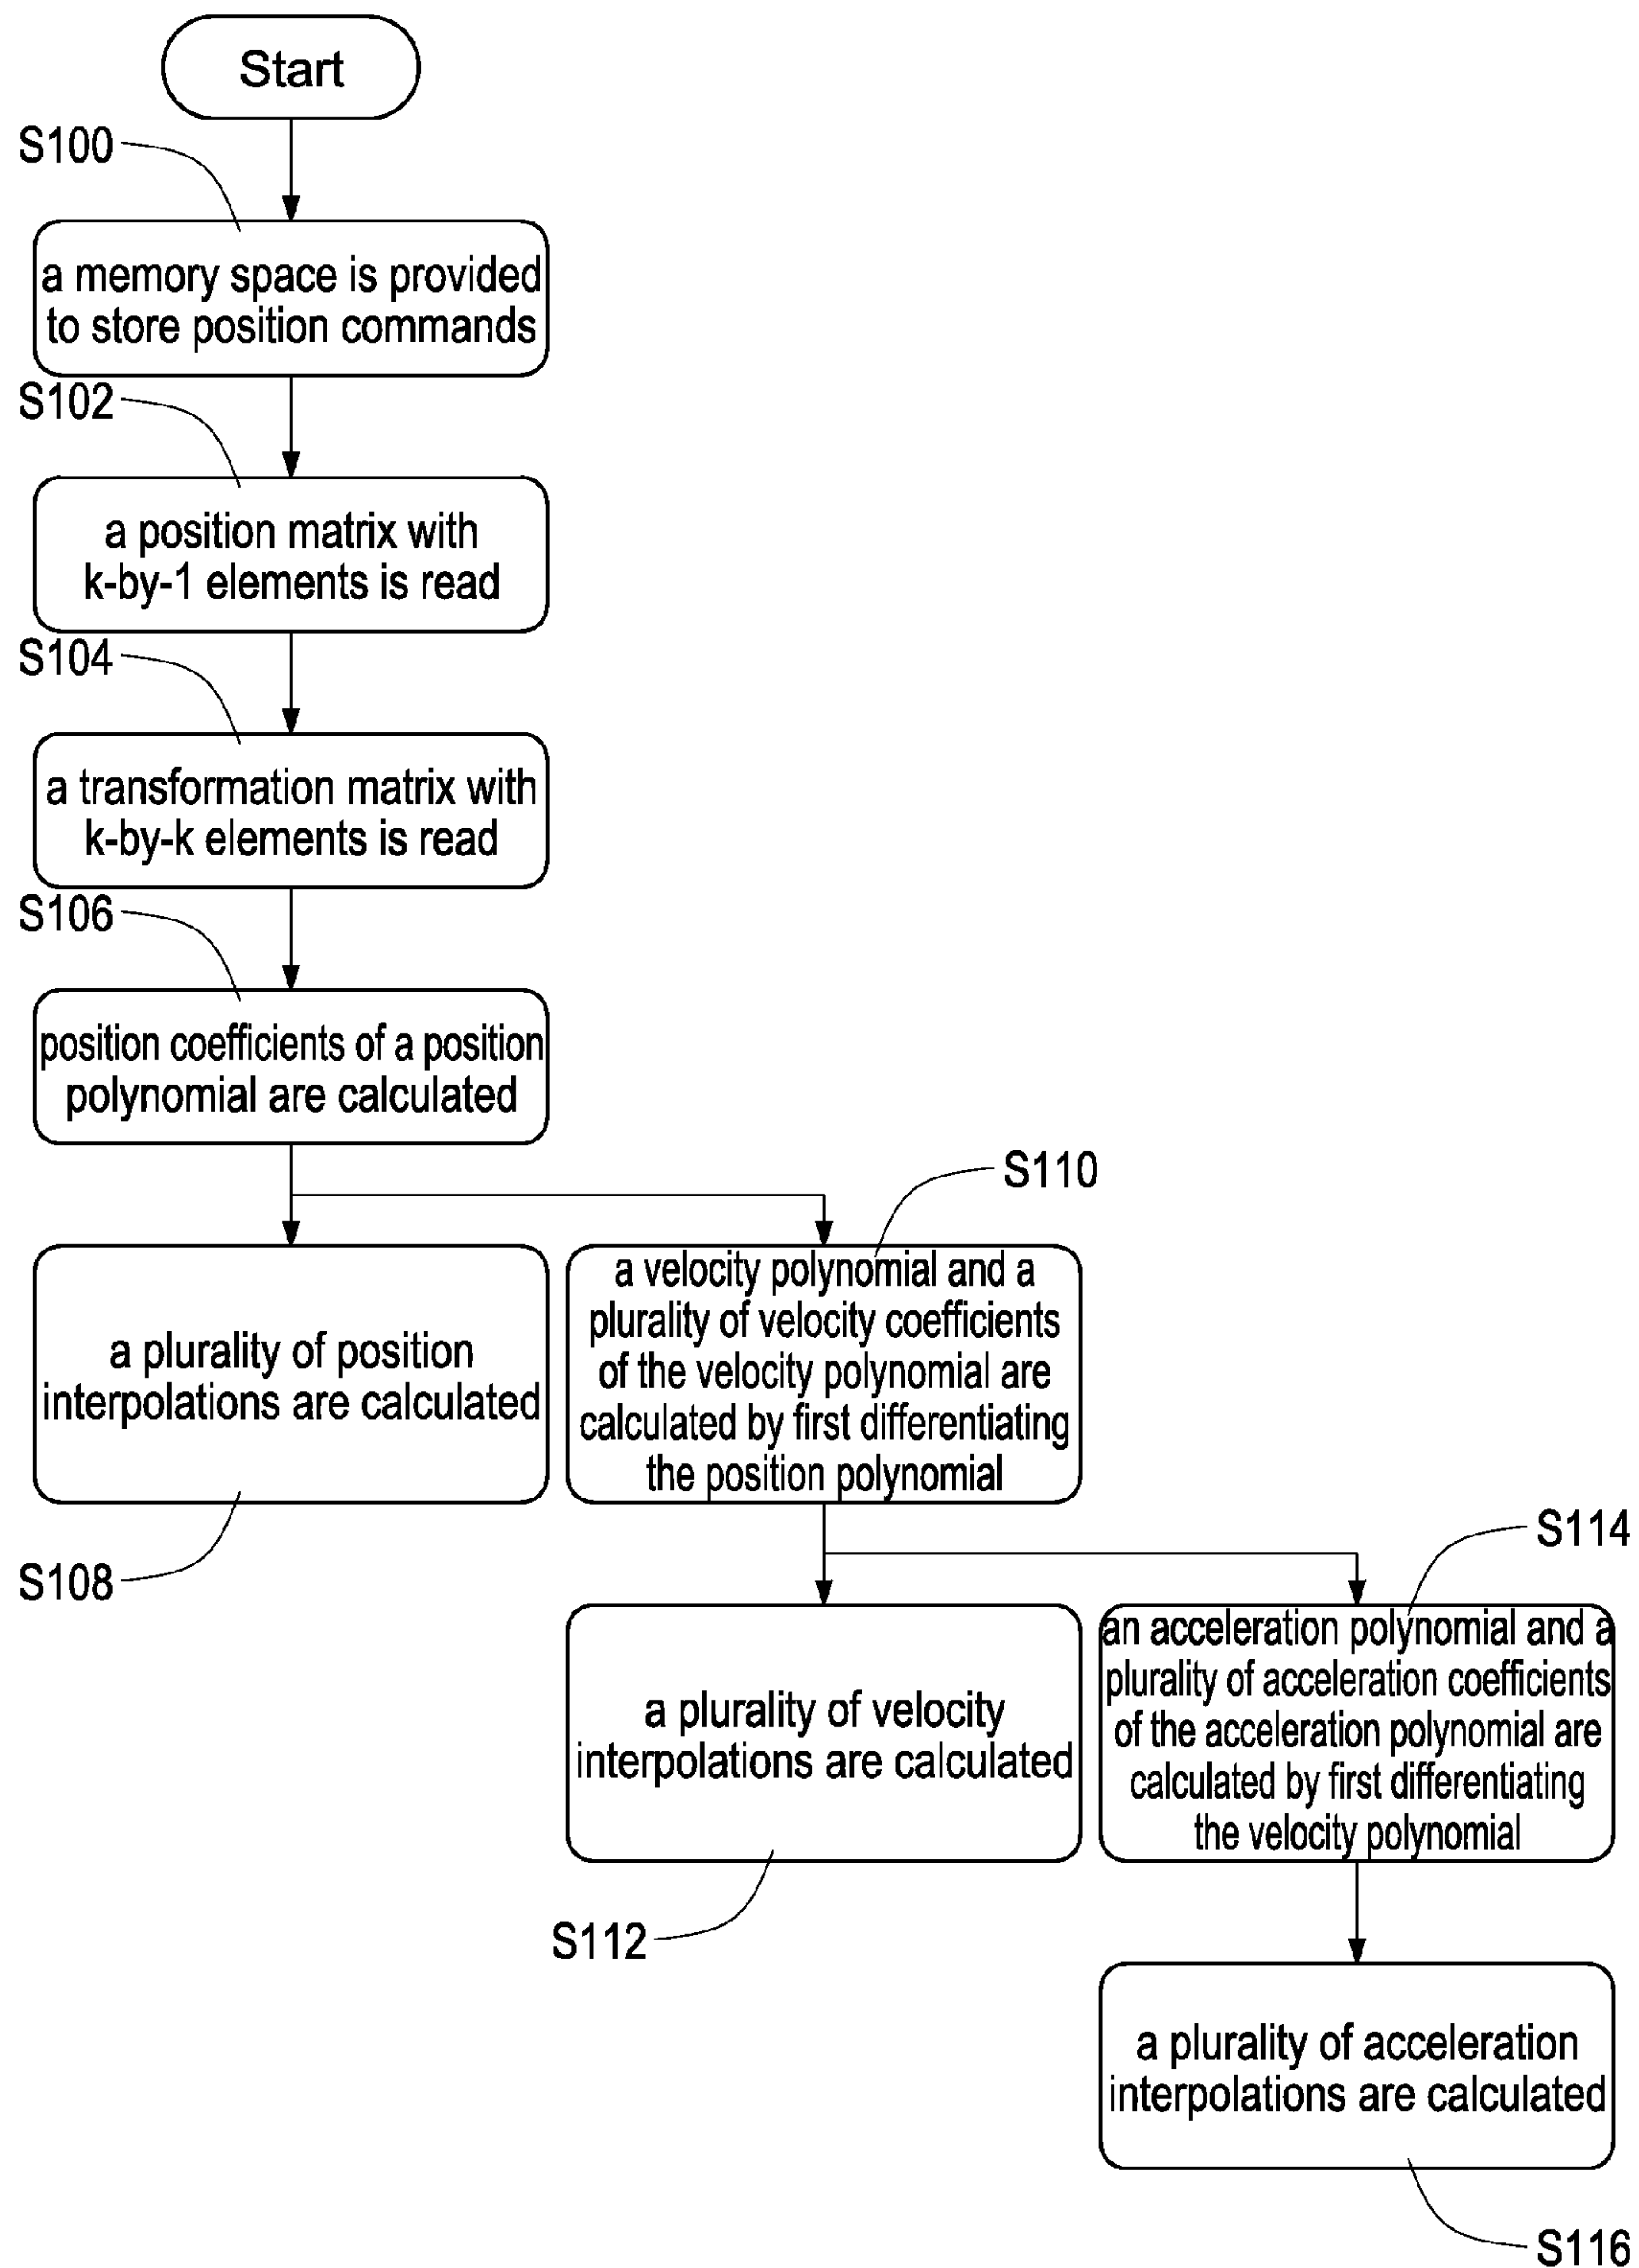 Start
S100
a memory space is provided
to store position commands
S102
a position matrix with
k-by-1 elements is read
S104
a transformation matrix with
k-by-k elements is read
S106
position coefficients of a position
polynomial are calculated
S110
a plurality of position
interpolations are calculated
S108
a velocity polynomial and a
plurality of velocity coefficients
of the velocity polynomial are
calculated by first differentiating
the position polynomial
S114
a plurality of velocity
interpolations are calculated
S112
an acceleration polynomial and a
plurality of acceleration coefficients
of the acceleration polynomial are
calculated by first differentiating
the velocity polynomial
a plurality of acceleration
interpolations are calculated
S116